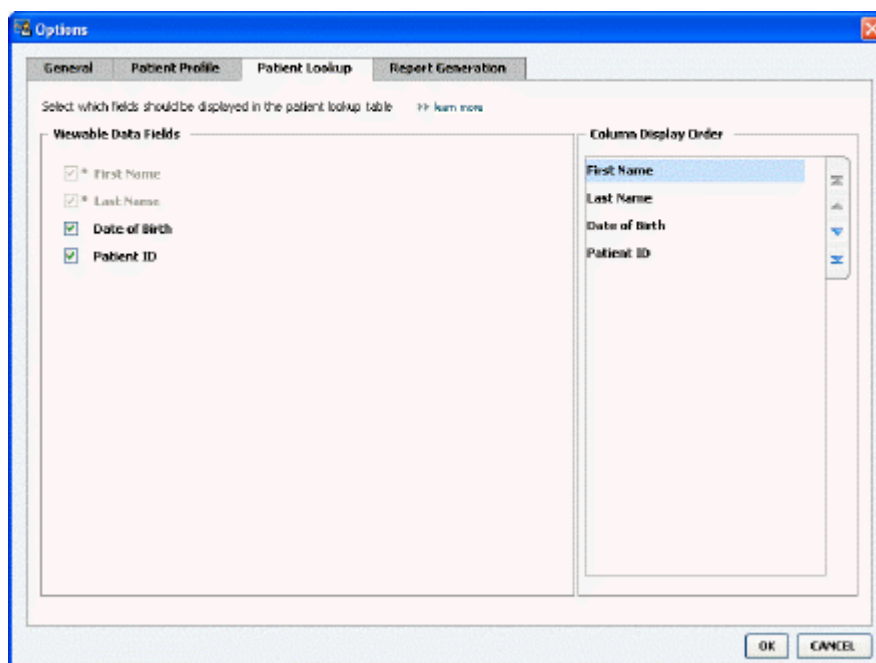 Options
General Patient Profile Patient Lookup Report Generation
Select which fields should be displayed in the patient lookup table >> learn more
Viewable Data Fields
Column Display Order
* First Name
* Last Name
Date of Birth
Patient ID
First Name
Last Name
Date of Birth
Patient ID
OK CANCEL